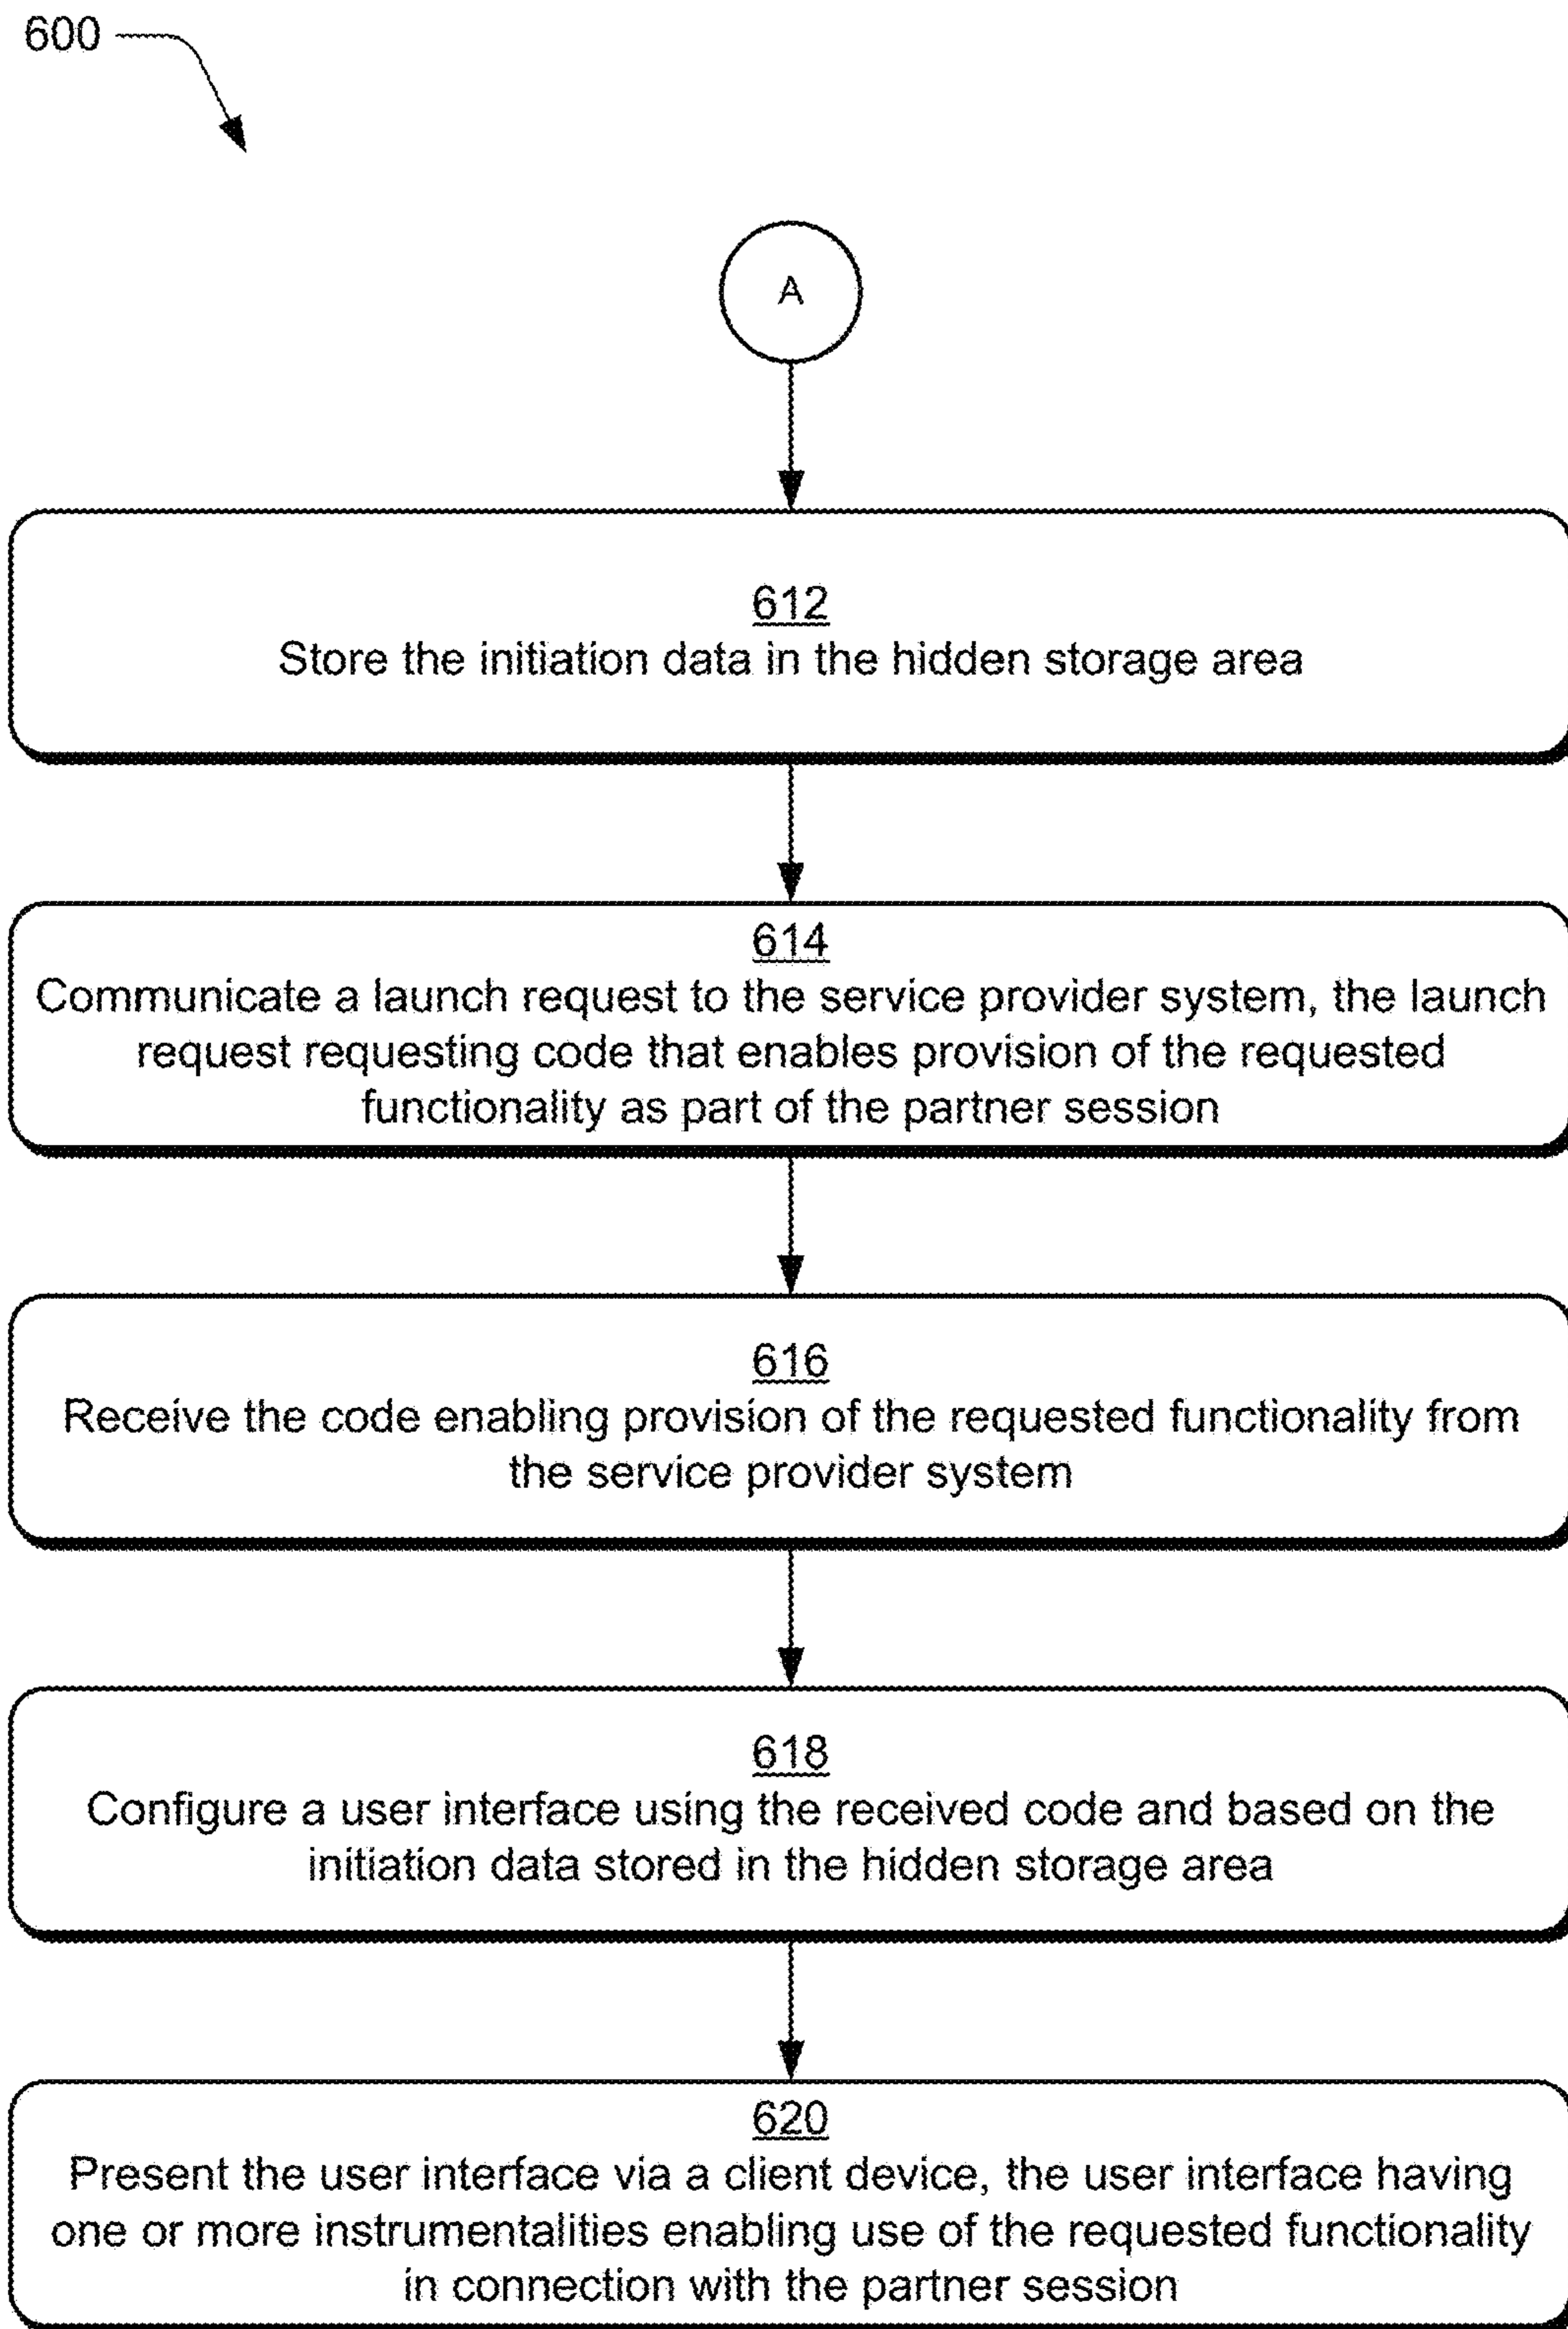 600
A
612
Store the initiation data in the hidden storage area
614
Communicate a launch request to the service provider system, the launch
request requesting code that enables provision of the requested
functionality as part of the partner session
616
Receive the code enabling provision of the requested functionality from
the service provider system
618
Configure a user interface using the received code and based on the
initiation data stored in the hidden storage area
620
Present the user interface via a client device, the user interface having
one or more instrumentalities enabling use of the requested functionality
in connection with the partner session